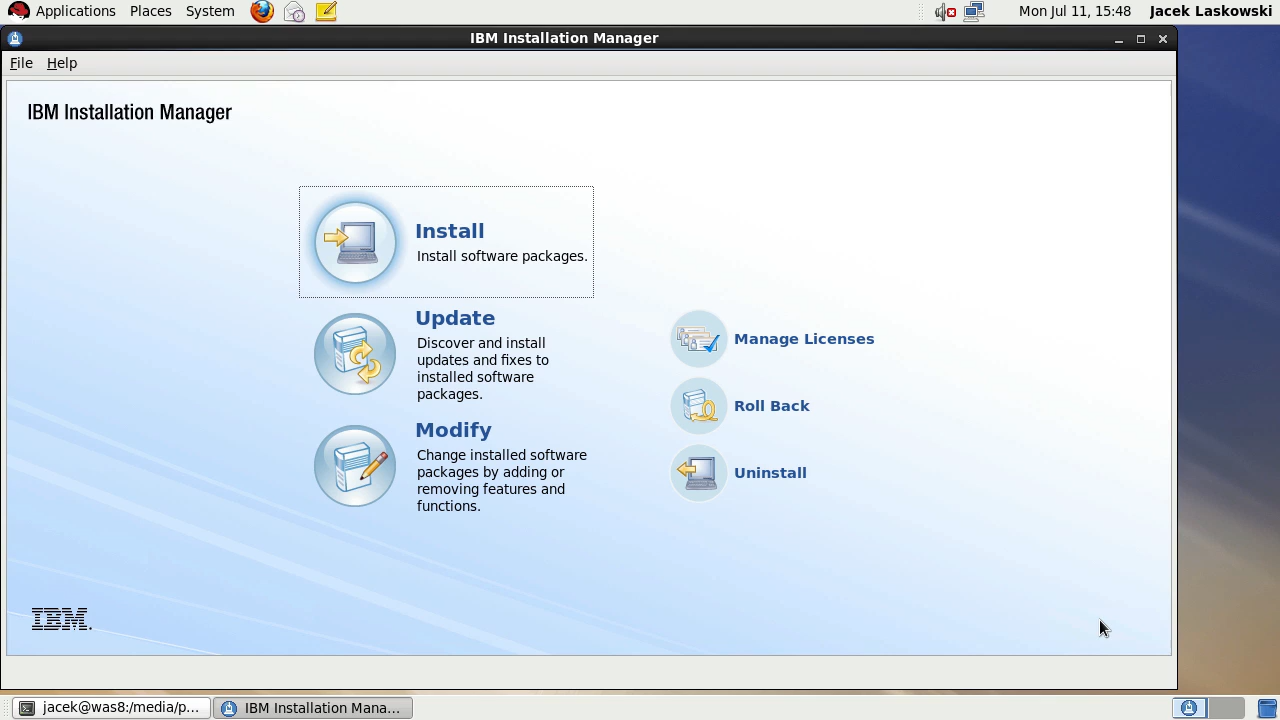 Applications Places System Mon Jul 11, 15:48 Jacek Laskowski
IBM Installation Manager
File Help
IBM Installation Manager
Install
Install software packages.
Update
Discover and install
updates and fixes to
installed software
packages.
Modify
Change installed software
packages by adding or
removing features and
functions.
Manage Licenses
Roll Back
Uninstall
IBM.
jacek@was8:/media/p... IBM Installation Mana...